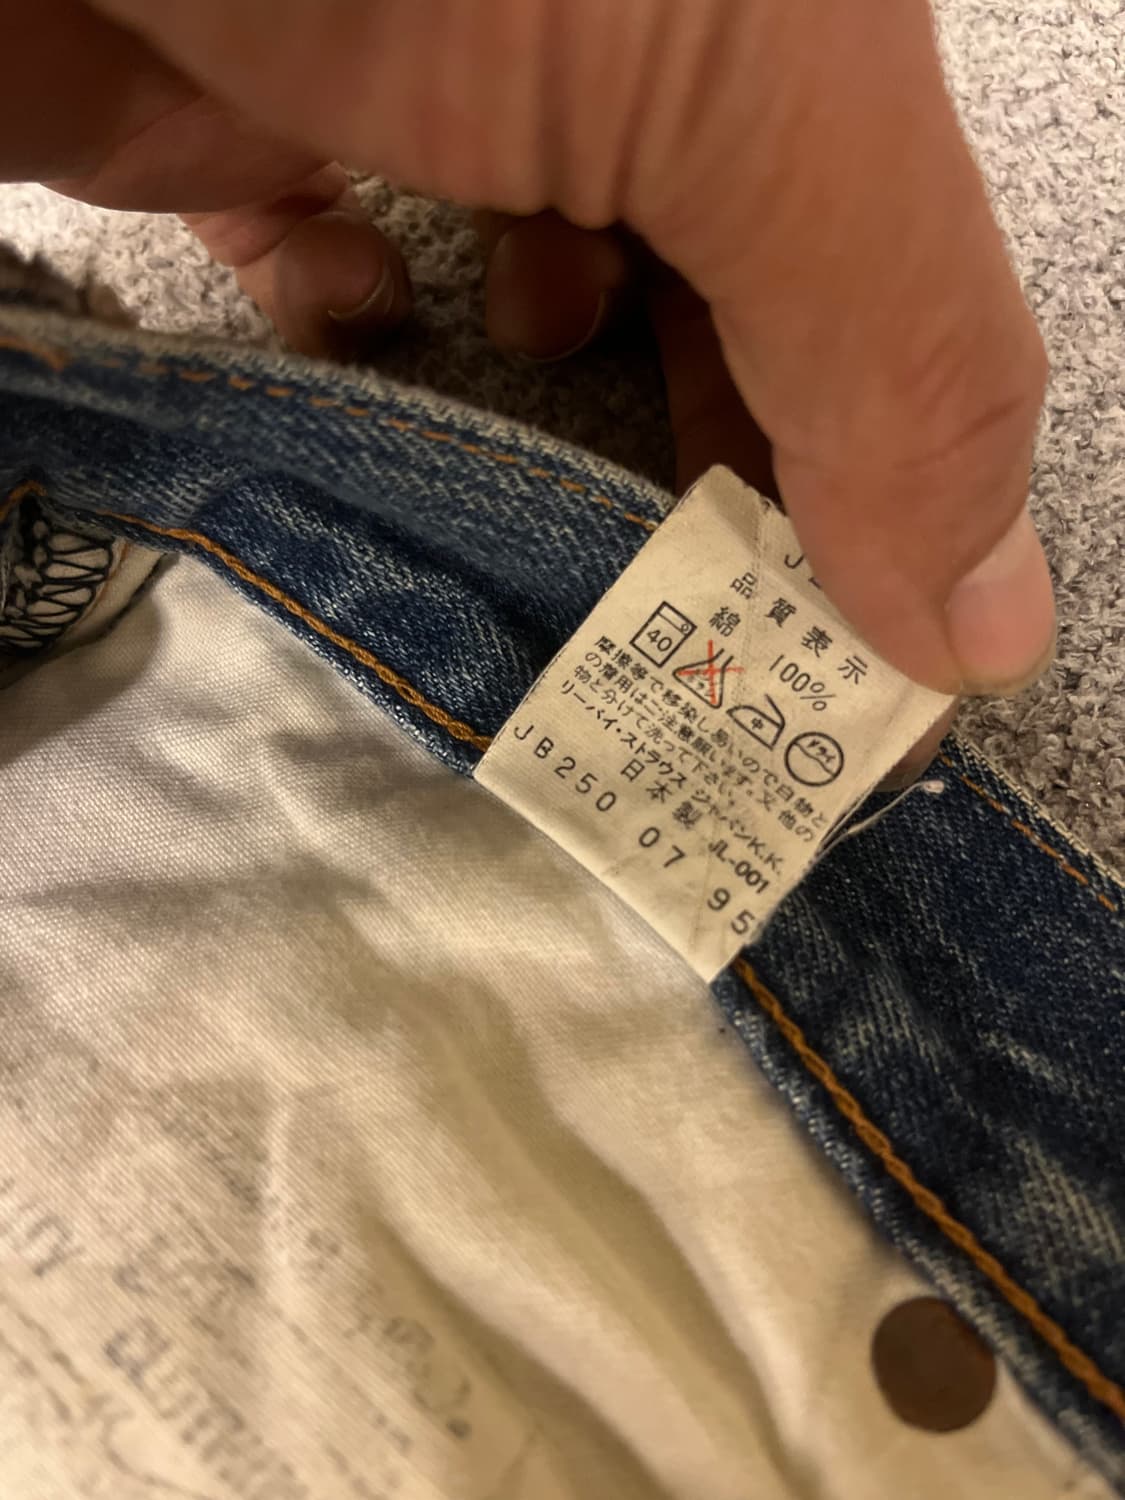 品質表示
綿 100%
40
中
ドライ
摩擦等で移染し易いので白物と
の着用はご注意願います。又、他の
物と分けて洗って下さい。
リーバイ・ストラウス ジャパンK.K.
日本製 JL-001
JB250 07 95